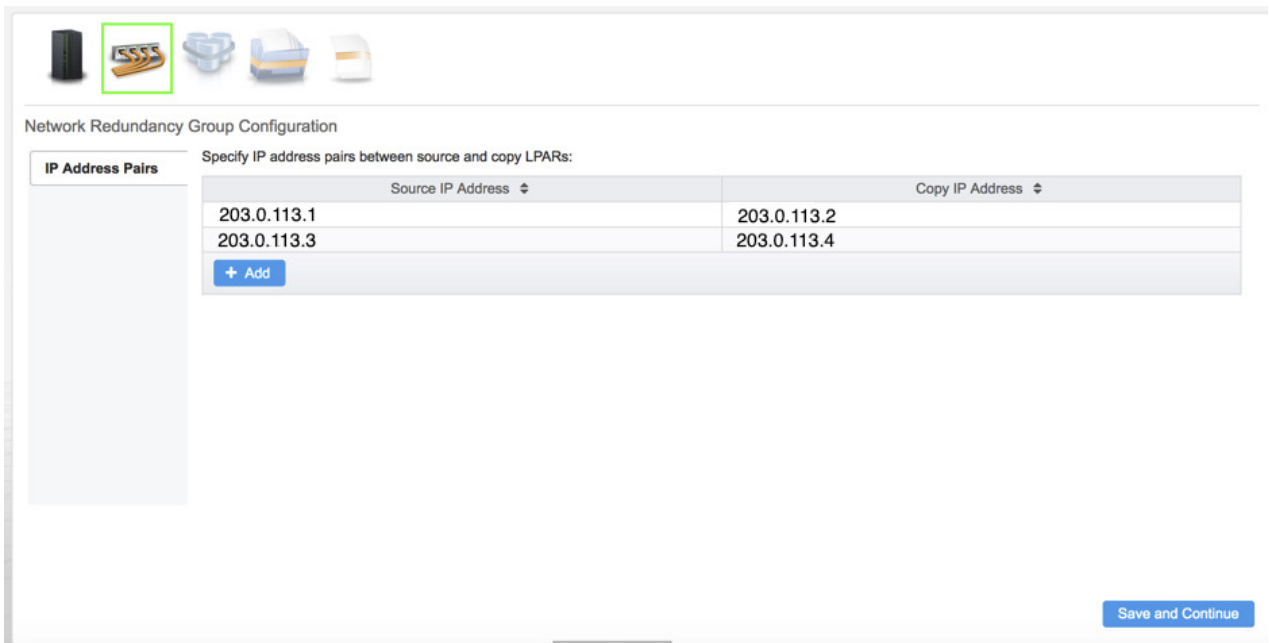 Network Redundancy Group Configuration
IP Address Pairs
Specify IP address pairs between source and copy LPARs:
Source IP Address Copy IP Address
203.0.113.1 203.0.113.2
203.0.113.3 203.0.113.4
+ Add
Save and Continue